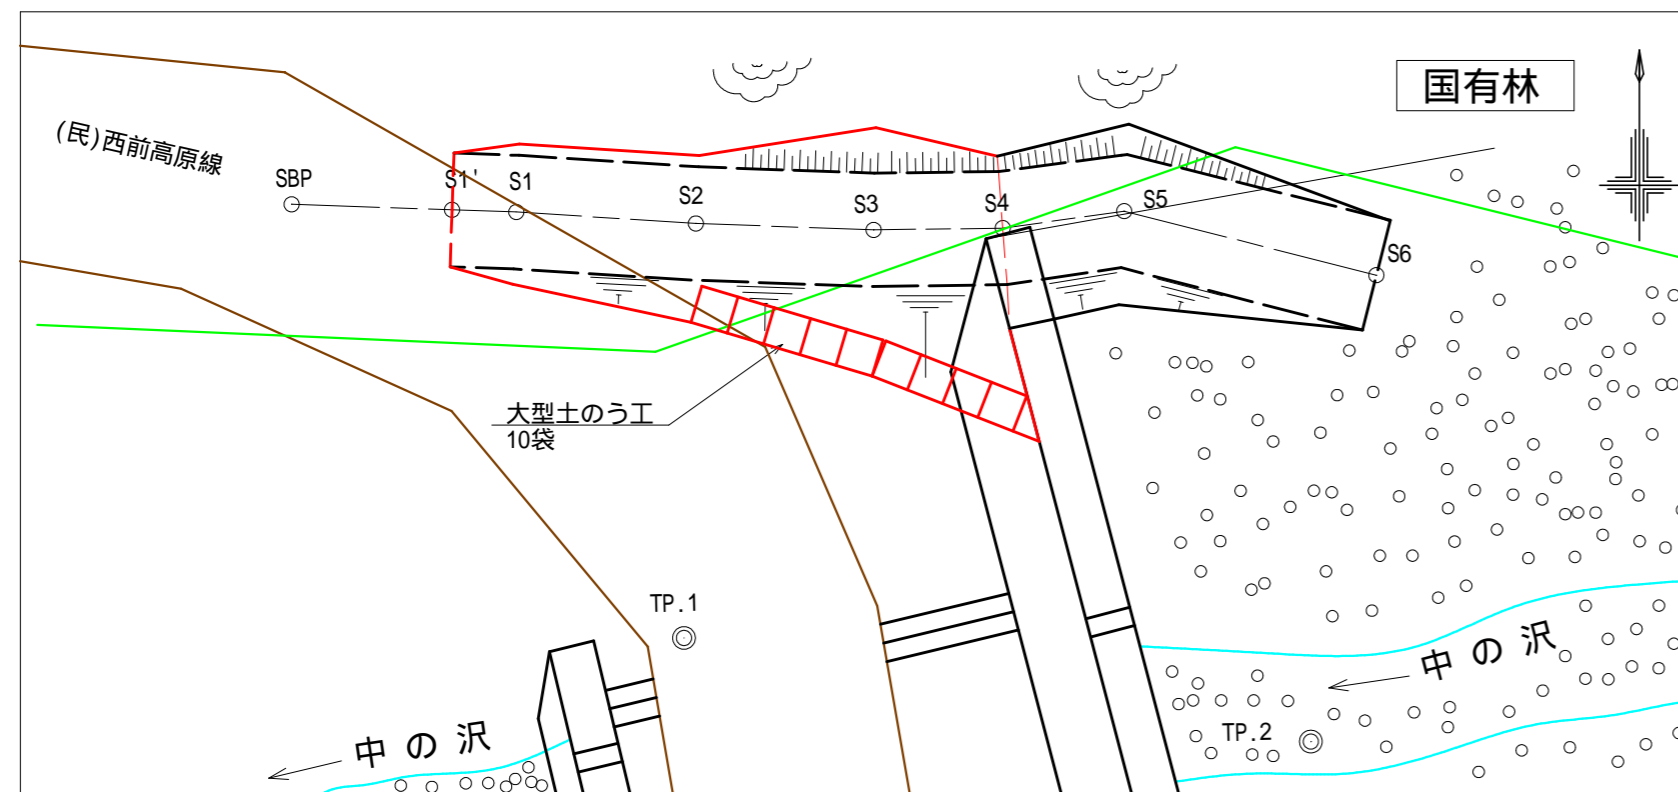 国有林
(民)西前高原線
SBP
S1'
S1
S2
S3
S4
S5
S6
大型土のう工
10袋
TP.1
中の沢
TP.2
中の沢